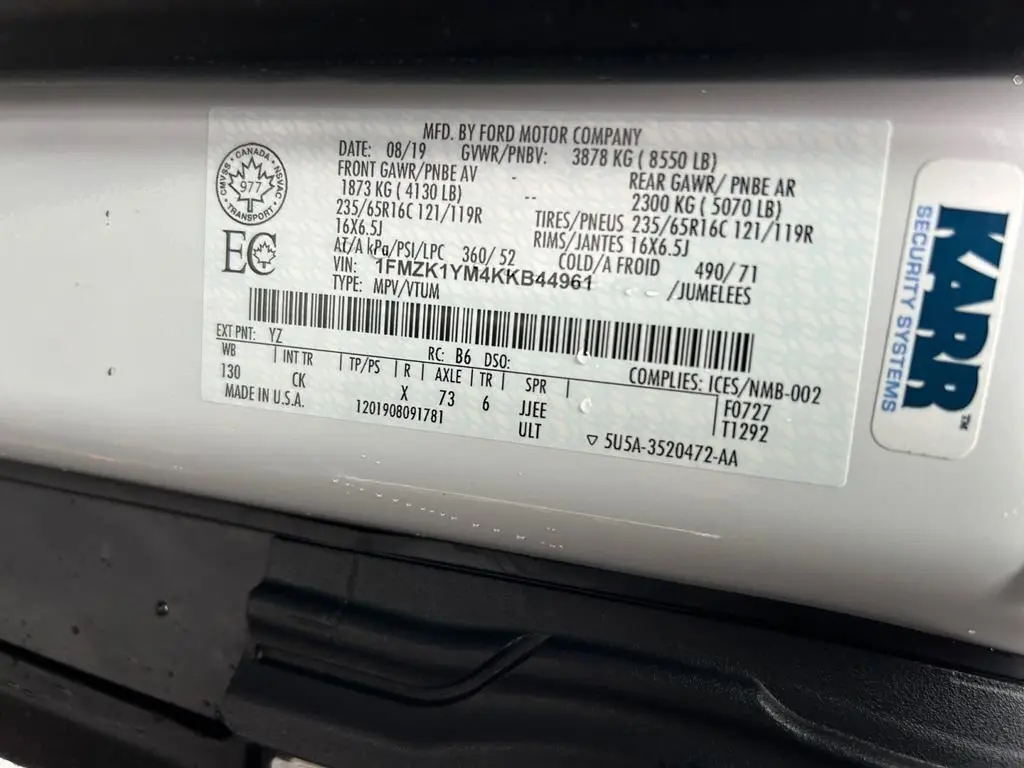 MFD. BY FORD MOTOR COMPANY
DATE: 08/19 GVWR/PNBV: 3878 KG ( 8550 LB)
FRONT GAWR/PNBE AV -- REAR GAWR/ PNBE AR
1873 KG ( 4130 LB) -- 2300 KG ( 5070 LB)
235/65R16C 121/119R TIRES/PNEUS 235/65R16C 121/119R
16X6.5J RIMS/JANTES 16X6.5J
AT/A kPa/PSI/LPC 360/ 52 COLD/A FROID 490/ 71
VIN: 1FMZK1YM4KKB44961 /JUMELEES
TYPE: MPV/VTUM
CANADA
CMVSS NSVAC
977
TRANSPORT
EC
EXT PNT: YZ RC: B6 DSO: COMPLIES: ICES/NMB-002
WB INT TR TP/PS R AXLE TR SPR F0727
130 CK X 73 6 JJEE T1292
MADE IN U.S.A. 1201908091781 ULT ▽ 5U5A-3520472-AA
KARR™
SECURITY SYSTEMS